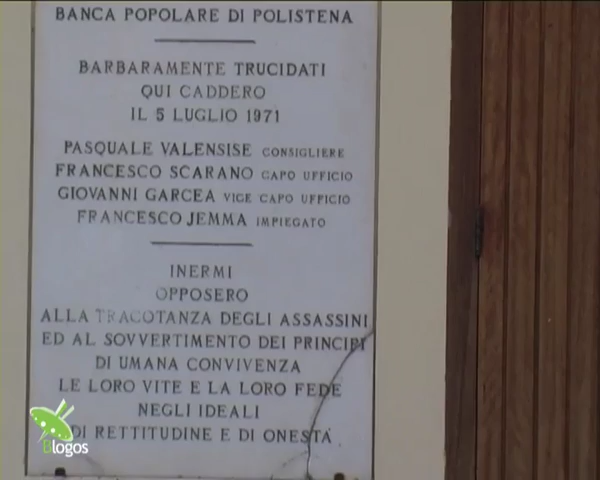 BANCA POPOLARE DI POLISTENA
BARBARAMENTE TRUCIDATI
QUI CADDERO
IL 5 LUGLIO 1971
PASQUALE VALENSISE CONSIGLIERE
FRANCESCO SCARANO CAPO UFFICIO
GIOVANNI GARCEA VICE CAPO UFFICIO
FRANCESCO JEMMA IMPIEGATO
INERMI
OPPOSERO
ALLA TRACOTANZA DEGLI ASSASSINI
ED AL SOVVERTIMENTO DEI PRINCIPI
DI UMANA CONVIVENZA
LE LORO VITE E LA LORO FEDE
NEGLI IDEALI
DI RETTITUDINE E DI ONESTÀ
Blogos